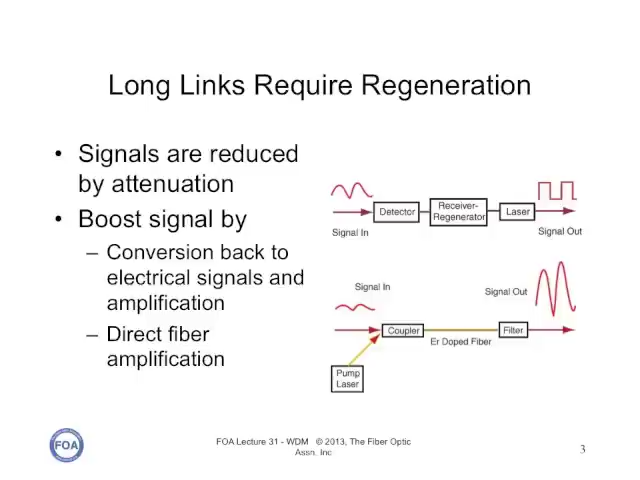 Long Links Require Regeneration
• Signals are reduced
by attenuation
• Boost signal by
– Conversion back to
electrical signals and
amplification
– Direct fiber
amplification
Signal In
Detector
Receiver-
Regenerator
Laser
Signal Out
Signal In
Signal Out
Coupler
Er Doped Fiber
Filter
Pump
Laser
FOA
FOA Lecture 31 - WDM © 2013, The Fiber Optic
Assn. Inc
3